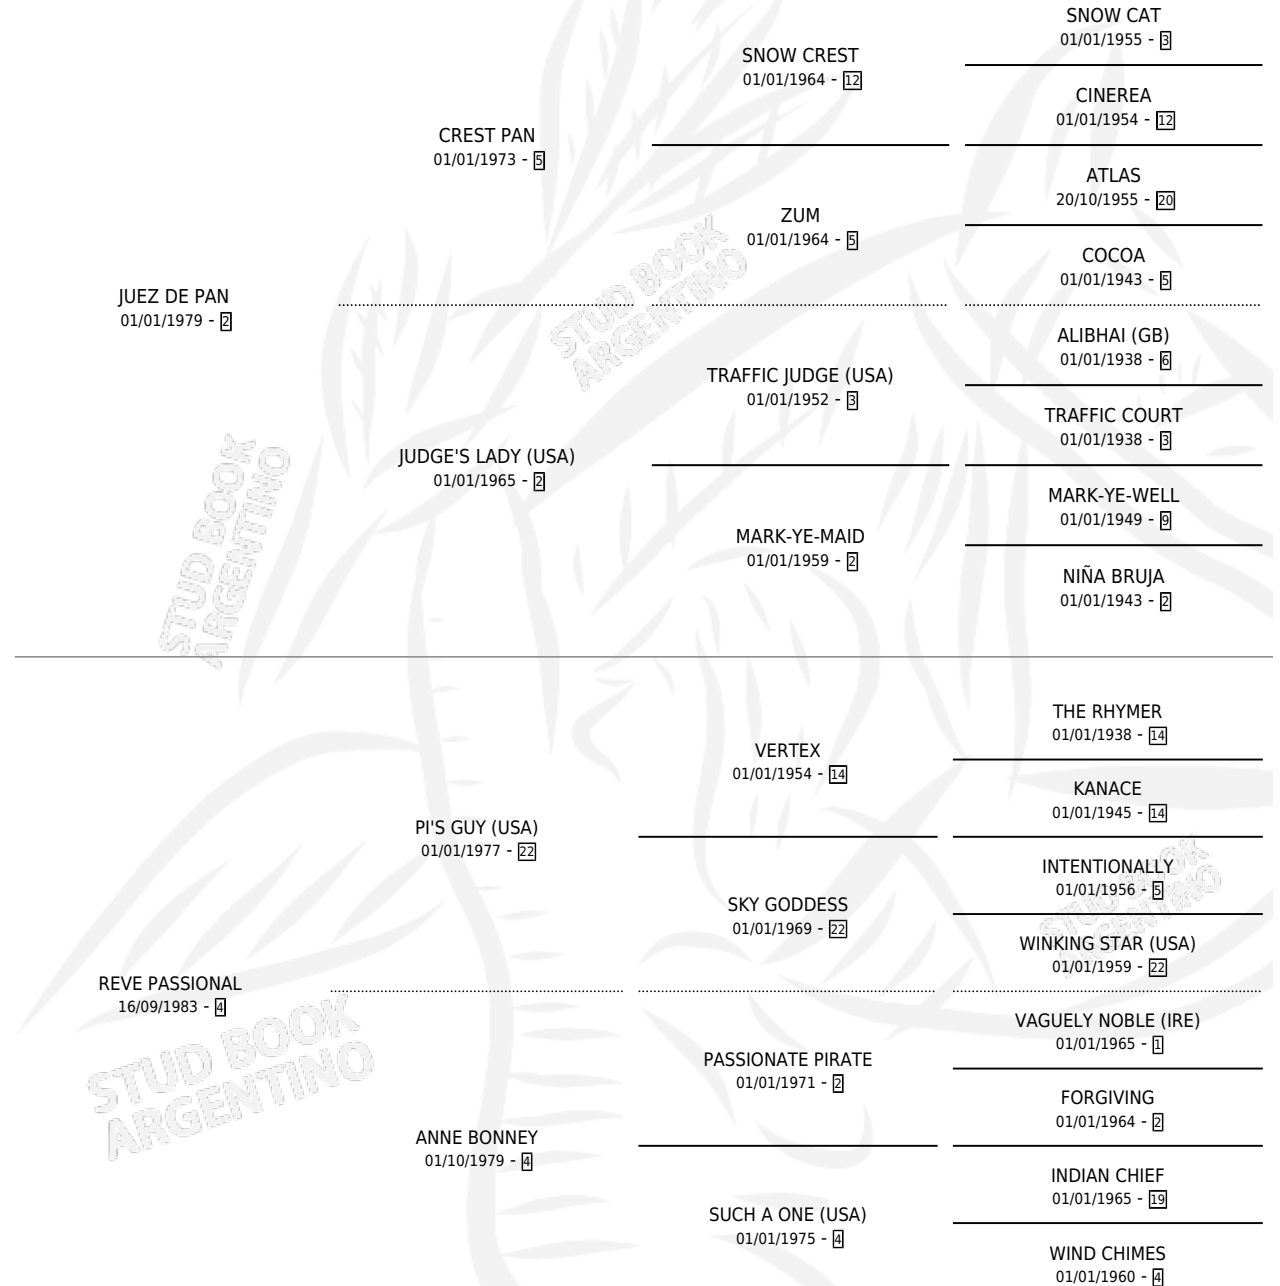 SNOW CAT
01/01/1955 - 3
SNOW CREST
01/01/1964 - 12
CINEREA
01/01/1954 - 12
CREST PAN
01/01/1973 - 5
ATLAS
20/10/1955 - 20
ZUM
01/01/1964 - 5
COCOA
01/01/1943 - 5
JUEZ DE PAN
01/01/1979 - 2
ALIBHAI (GB)
01/01/1938 - 6
TRAFFIC JUDGE (USA)
01/01/1952 - 3
TRAFFIC COURT
01/01/1938 - 3
JUDGE'S LADY (USA)
01/01/1965 - 2
MARK-YE-WELL
01/01/1949 - 9
MARK-YE-MAID
01/01/1959 - 2
NIÑA BRUJA
01/01/1943 - 2
STUD BOOK
ARGENTINO
STUD BOOK
ARGENTINO
THE RHYMER
01/01/1938 - 14
VERTEX
01/01/1954 - 14
KANACE
01/01/1945 - 14
PI'S GUY (USA)
01/01/1977 - 22
INTENTIONALLY
01/01/1956 - 5
SKY GODDESS
01/01/1969 - 22
WINKING STAR (USA)
01/01/1959 - 22
REVE PASSIONAL
16/09/1983 - 4
VAGUELY NOBLE (IRE)
01/01/1965 - 1
PASSIONATE PIRATE
01/01/1971 - 2
FORGIVING
01/01/1964 - 2
ANNE BONNEY
01/10/1979 - 4
INDIAN CHIEF
01/01/1965 - 19
SUCH A ONE (USA)
01/01/1975 - 4
WIND CHIMES
01/01/1960 - 4
STUD BOOK
ARGENTINO
STUD BOOK
ARGENTINO